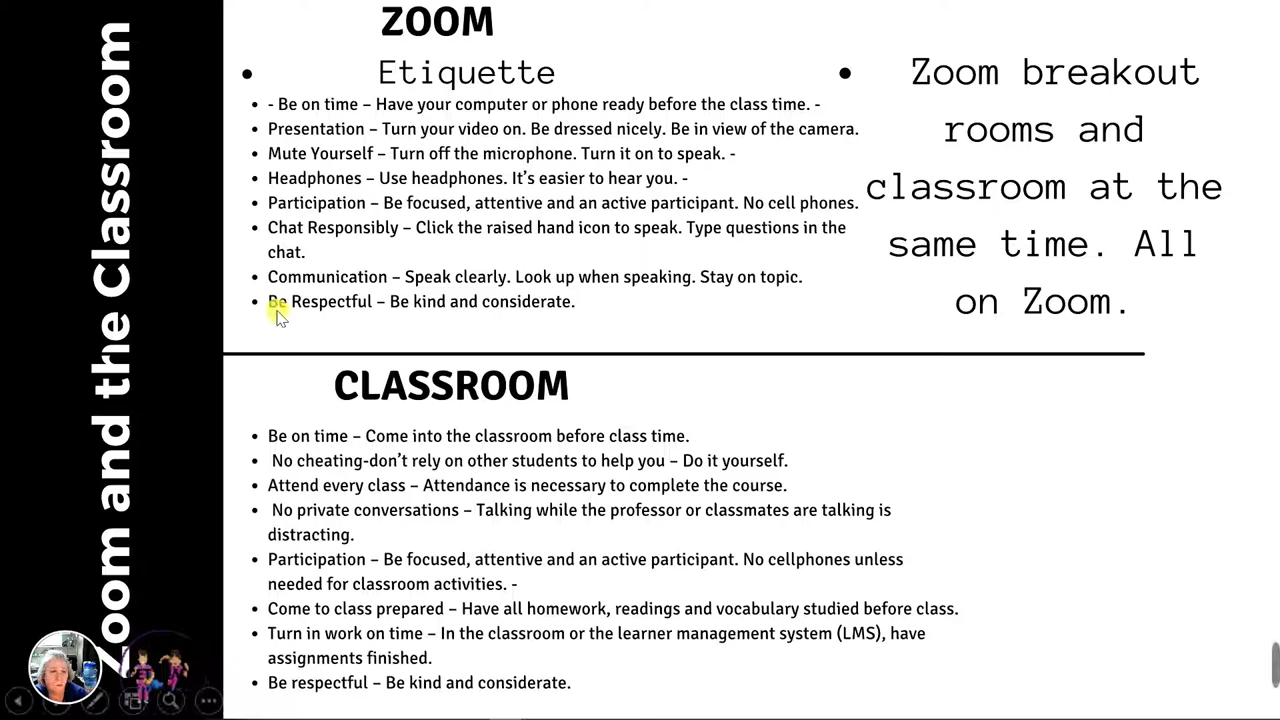 Zoom and the Classroom
ZOOM
• Etiquette
• - Be on time – Have your computer or phone ready before the class time. -
• Presentation – Turn your video on. Be dressed nicely. Be in view of the camera.
• Mute Yourself – Turn off the microphone. Turn it on to speak. -
• Headphones – Use headphones. It’s easier to hear you. -
• Participation – Be focused, attentive and an active participant. No cell phones.
• Chat Responsibly – Click the raised hand icon to speak. Type questions in the
chat.
• Communication – Speak clearly. Look up when speaking. Stay on topic.
• Be Respectful – Be kind and considerate.
• Zoom breakout
rooms and
classroom at the
same time. All
on Zoom.
CLASSROOM
• Be on time – Come into the classroom before class time.
• No cheating-don’t rely on other students to help you – Do it yourself.
• Attend every class – Attendance is necessary to complete the course.
• No private conversations – Talking while the professor or classmates are talking is
distracting.
• Participation – Be focused, attentive and an active participant. No cellphones unless
needed for classroom activities. -
• Come to class prepared – Have all homework, readings and vocabulary studied before class.
• Turn in work on time – In the classroom or the learner management system (LMS), have
assignments finished.
• Be respectful – Be kind and considerate.